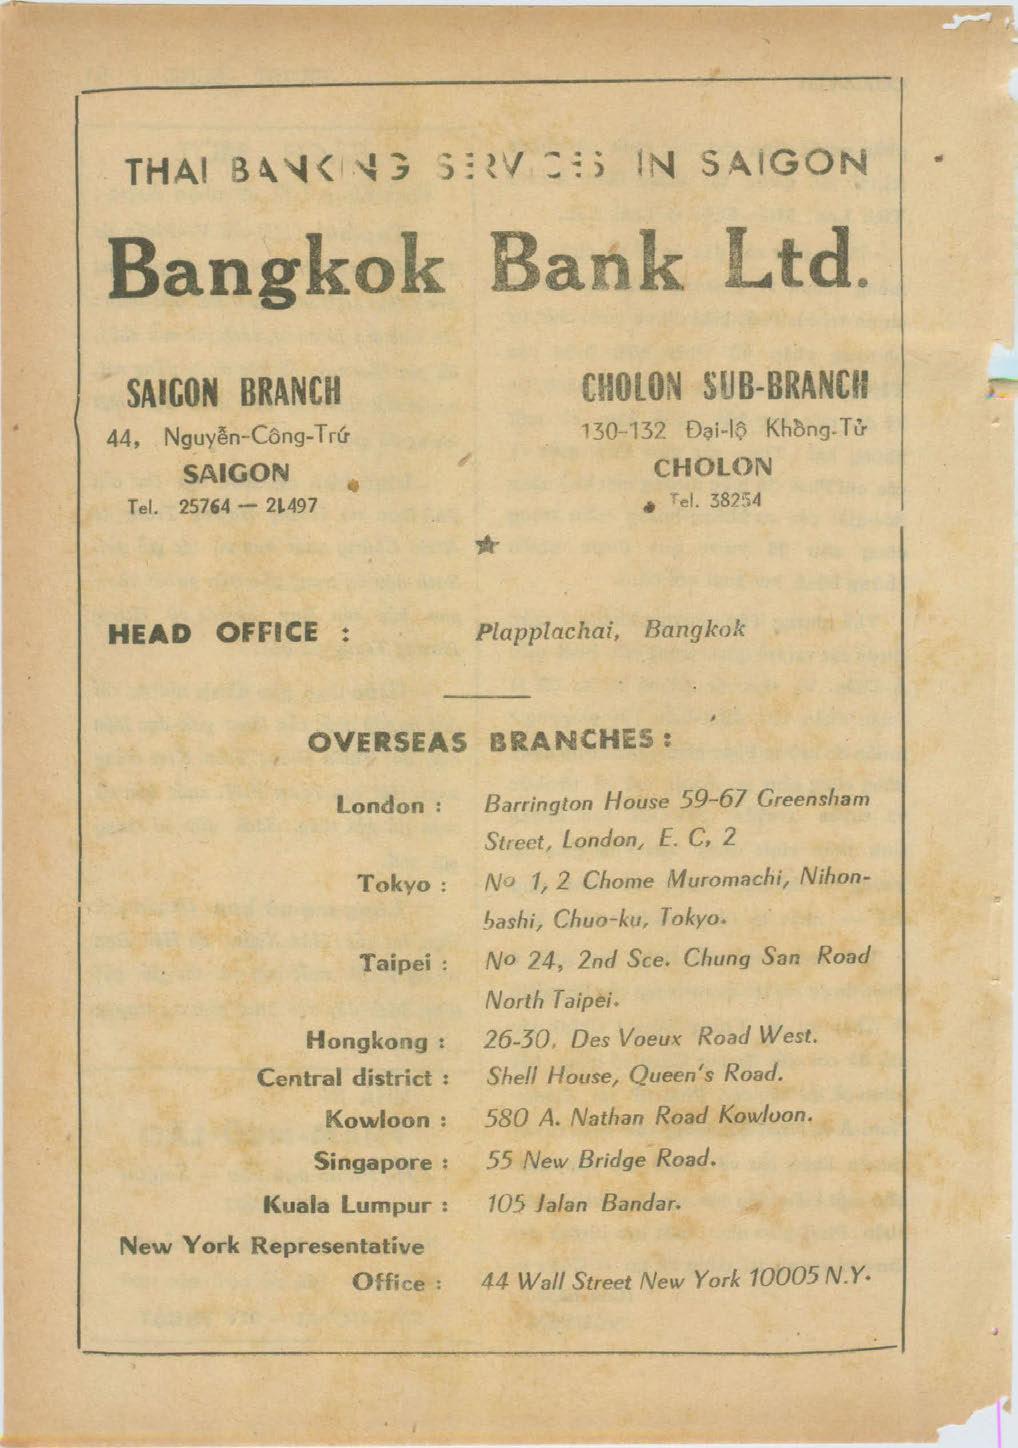 THAI BANKING SERVICES IN SAIGON
Bangkok Bank Ltd.
SAIGON BRANCH
44, Nguyễn-Công-Trứ
SAIGON
Tel. 25764 — 21497
CHOLON SUB-BRANCH
130-132 Đại-lộ Khồng-Tử
CHOLON
Tel. 38254
HEAD OFFICE : Plapplachai, Bangkok
OVERSEAS BRANCHES :
London : Barrington House 59-67 Greensham
Street, London, E. C, 2
Tokyo : No 1, 2 Chome Muromachi, Nihon-
bashi, Chuo-ku, Tokyo.
Taipei : No 24, 2nd Sce. Chung San Road
North Taipei.
Hongkong : 26-30, Des Voeux Road West.
Central district : Shell House, Queen's Road.
Kowloon : 580 A. Nathan Road Kowloon.
Singapore : 55 New Bridge Road.
Kuala Lumpur : 105 Jalan Bandar.
New York Representative
Office : 44 Wall Street New York 10005 N.Y.